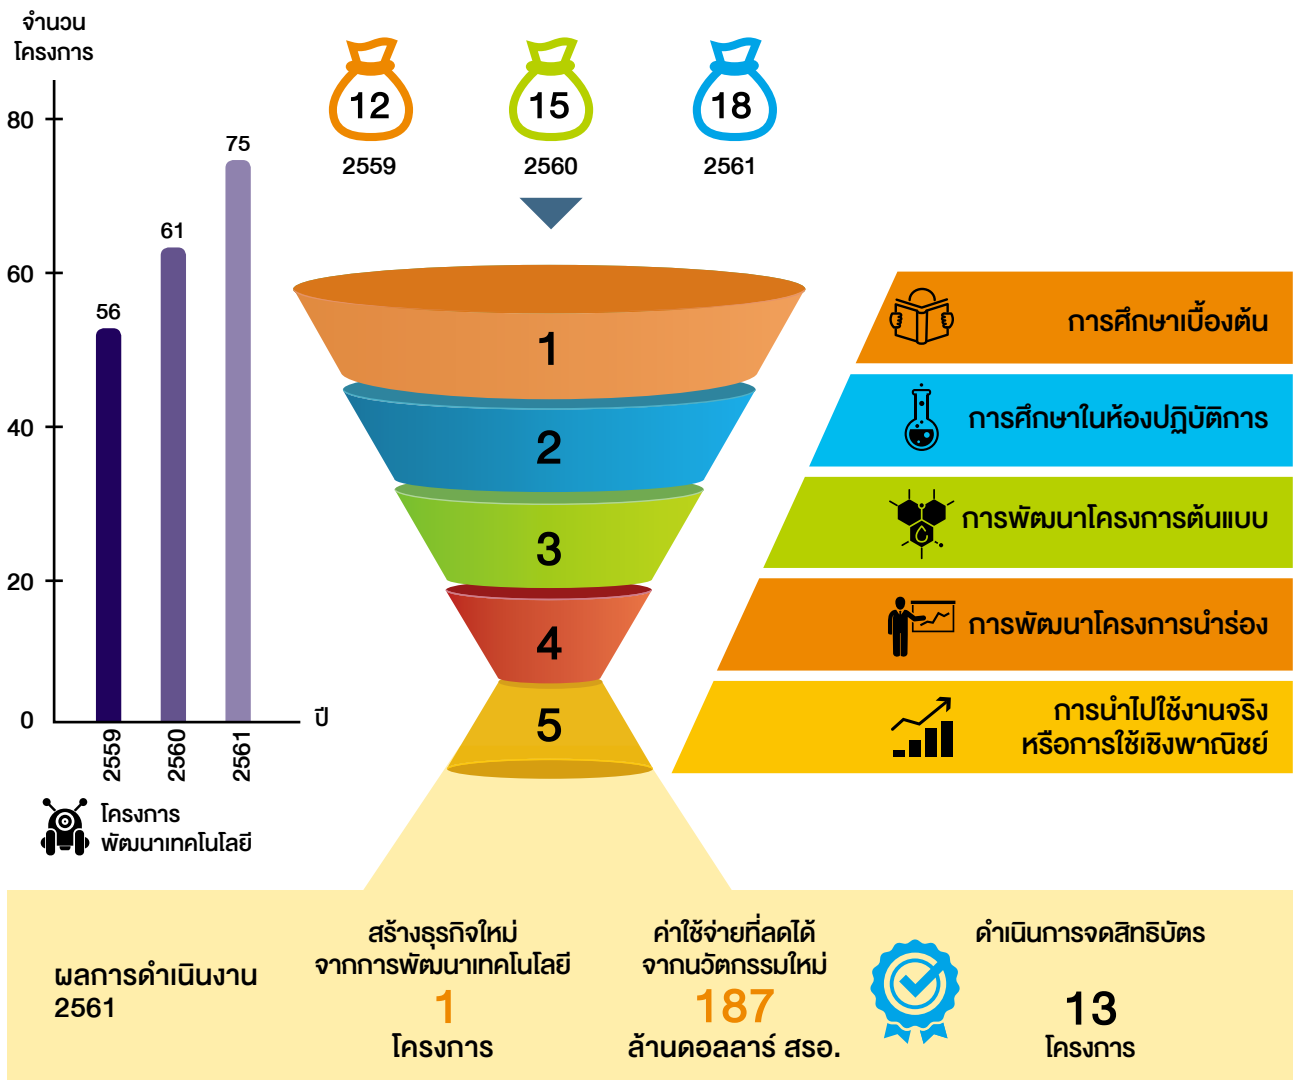 จำนวน
โครงการ
80
60
40
20
0
56
61
75
2559
2560
2561
ปี
โครงการ
พัฒนาเทคโนโลยี
12
15
18
2559
2560
2561
1
2
3
4
5
การศึกษาเบื้องต้น
การศึกษาในห้องปฏิบัติการ
การพัฒนาโครงการต้นแบบ
การพัฒนาโครงการนำร่อง
การนำไปใช้งานจริง
หรือการใช้เชิงพาณิชย์
ผลการดำเนินงาน
2561
สร้างธุรกิจใหม่
จากการพัฒนาเทคโนโลยี
1
โครงการ
ค่าใช้จ่ายที่ลดได้
จากนวัตกรรมใหม่
187
ล้านดอลลาร์ สรอ.
ดำเนินการจดสิทธิบัตร
13
โครงการ